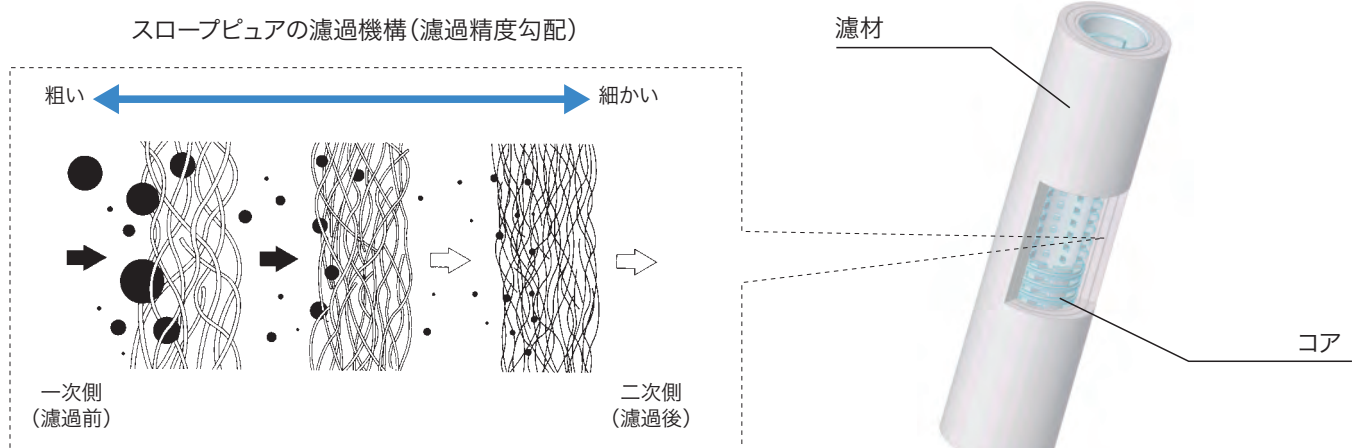 スロープピュアの濾過機構（濾過精度勾配）
粗い
細かい
一次側
（濾過前）
二次側
（濾過後）
濾材
コア